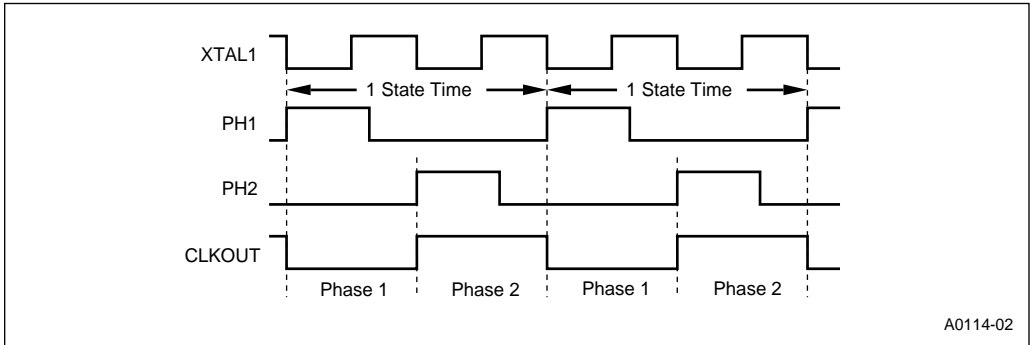 XTAL1
1 State Time 1 State Time
PH1
PH2
CLKOUT
Phase 1 Phase 2 Phase 1 Phase 2
A0114-02